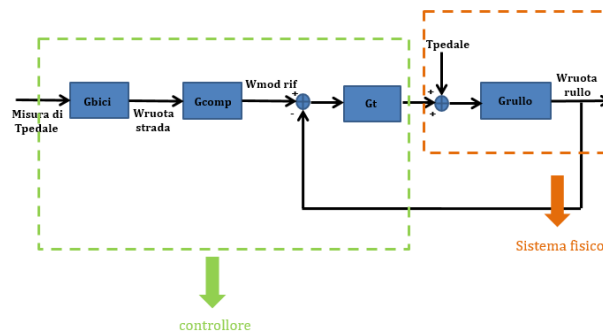 Tpedale
Gbici
Gcomp
Wmod rif
+
-
Gt
+
+
Grullo
Wruota
rullo
Misura di
Tpedale
Wruota
strada
Sistema fisico
controllore